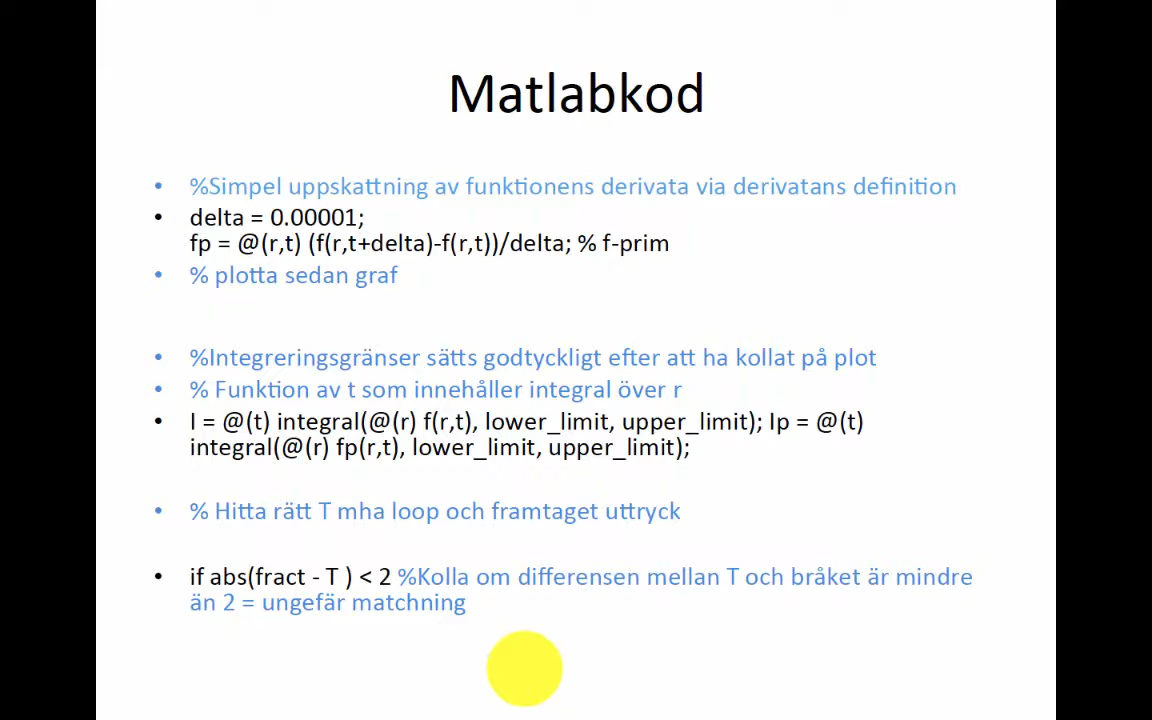 Matlabkod
• %Simpel uppskattning av funktionens derivata via derivatans definition
• delta = 0.00001;
fp = @(r,t) (f(r,t+delta)-f(r,t))/delta; % f-prim
• % plotta sedan graf
• %Integreringsgränser sätts godtyckligt efter att ha kollat på plot
• % Funktion av t som innehåller integral över r
• I = @(t) integral(@(r) f(r,t), lower_limit, upper_limit); Ip = @(t)
integral(@(r) fp(r,t), lower_limit, upper_limit);
• % Hitta rätt T mha loop och framtaget uttryck
• if abs(fract - T ) < 2 %Kolla om differensen mellan T och bråket är mindre
än 2 = ungefär matchning